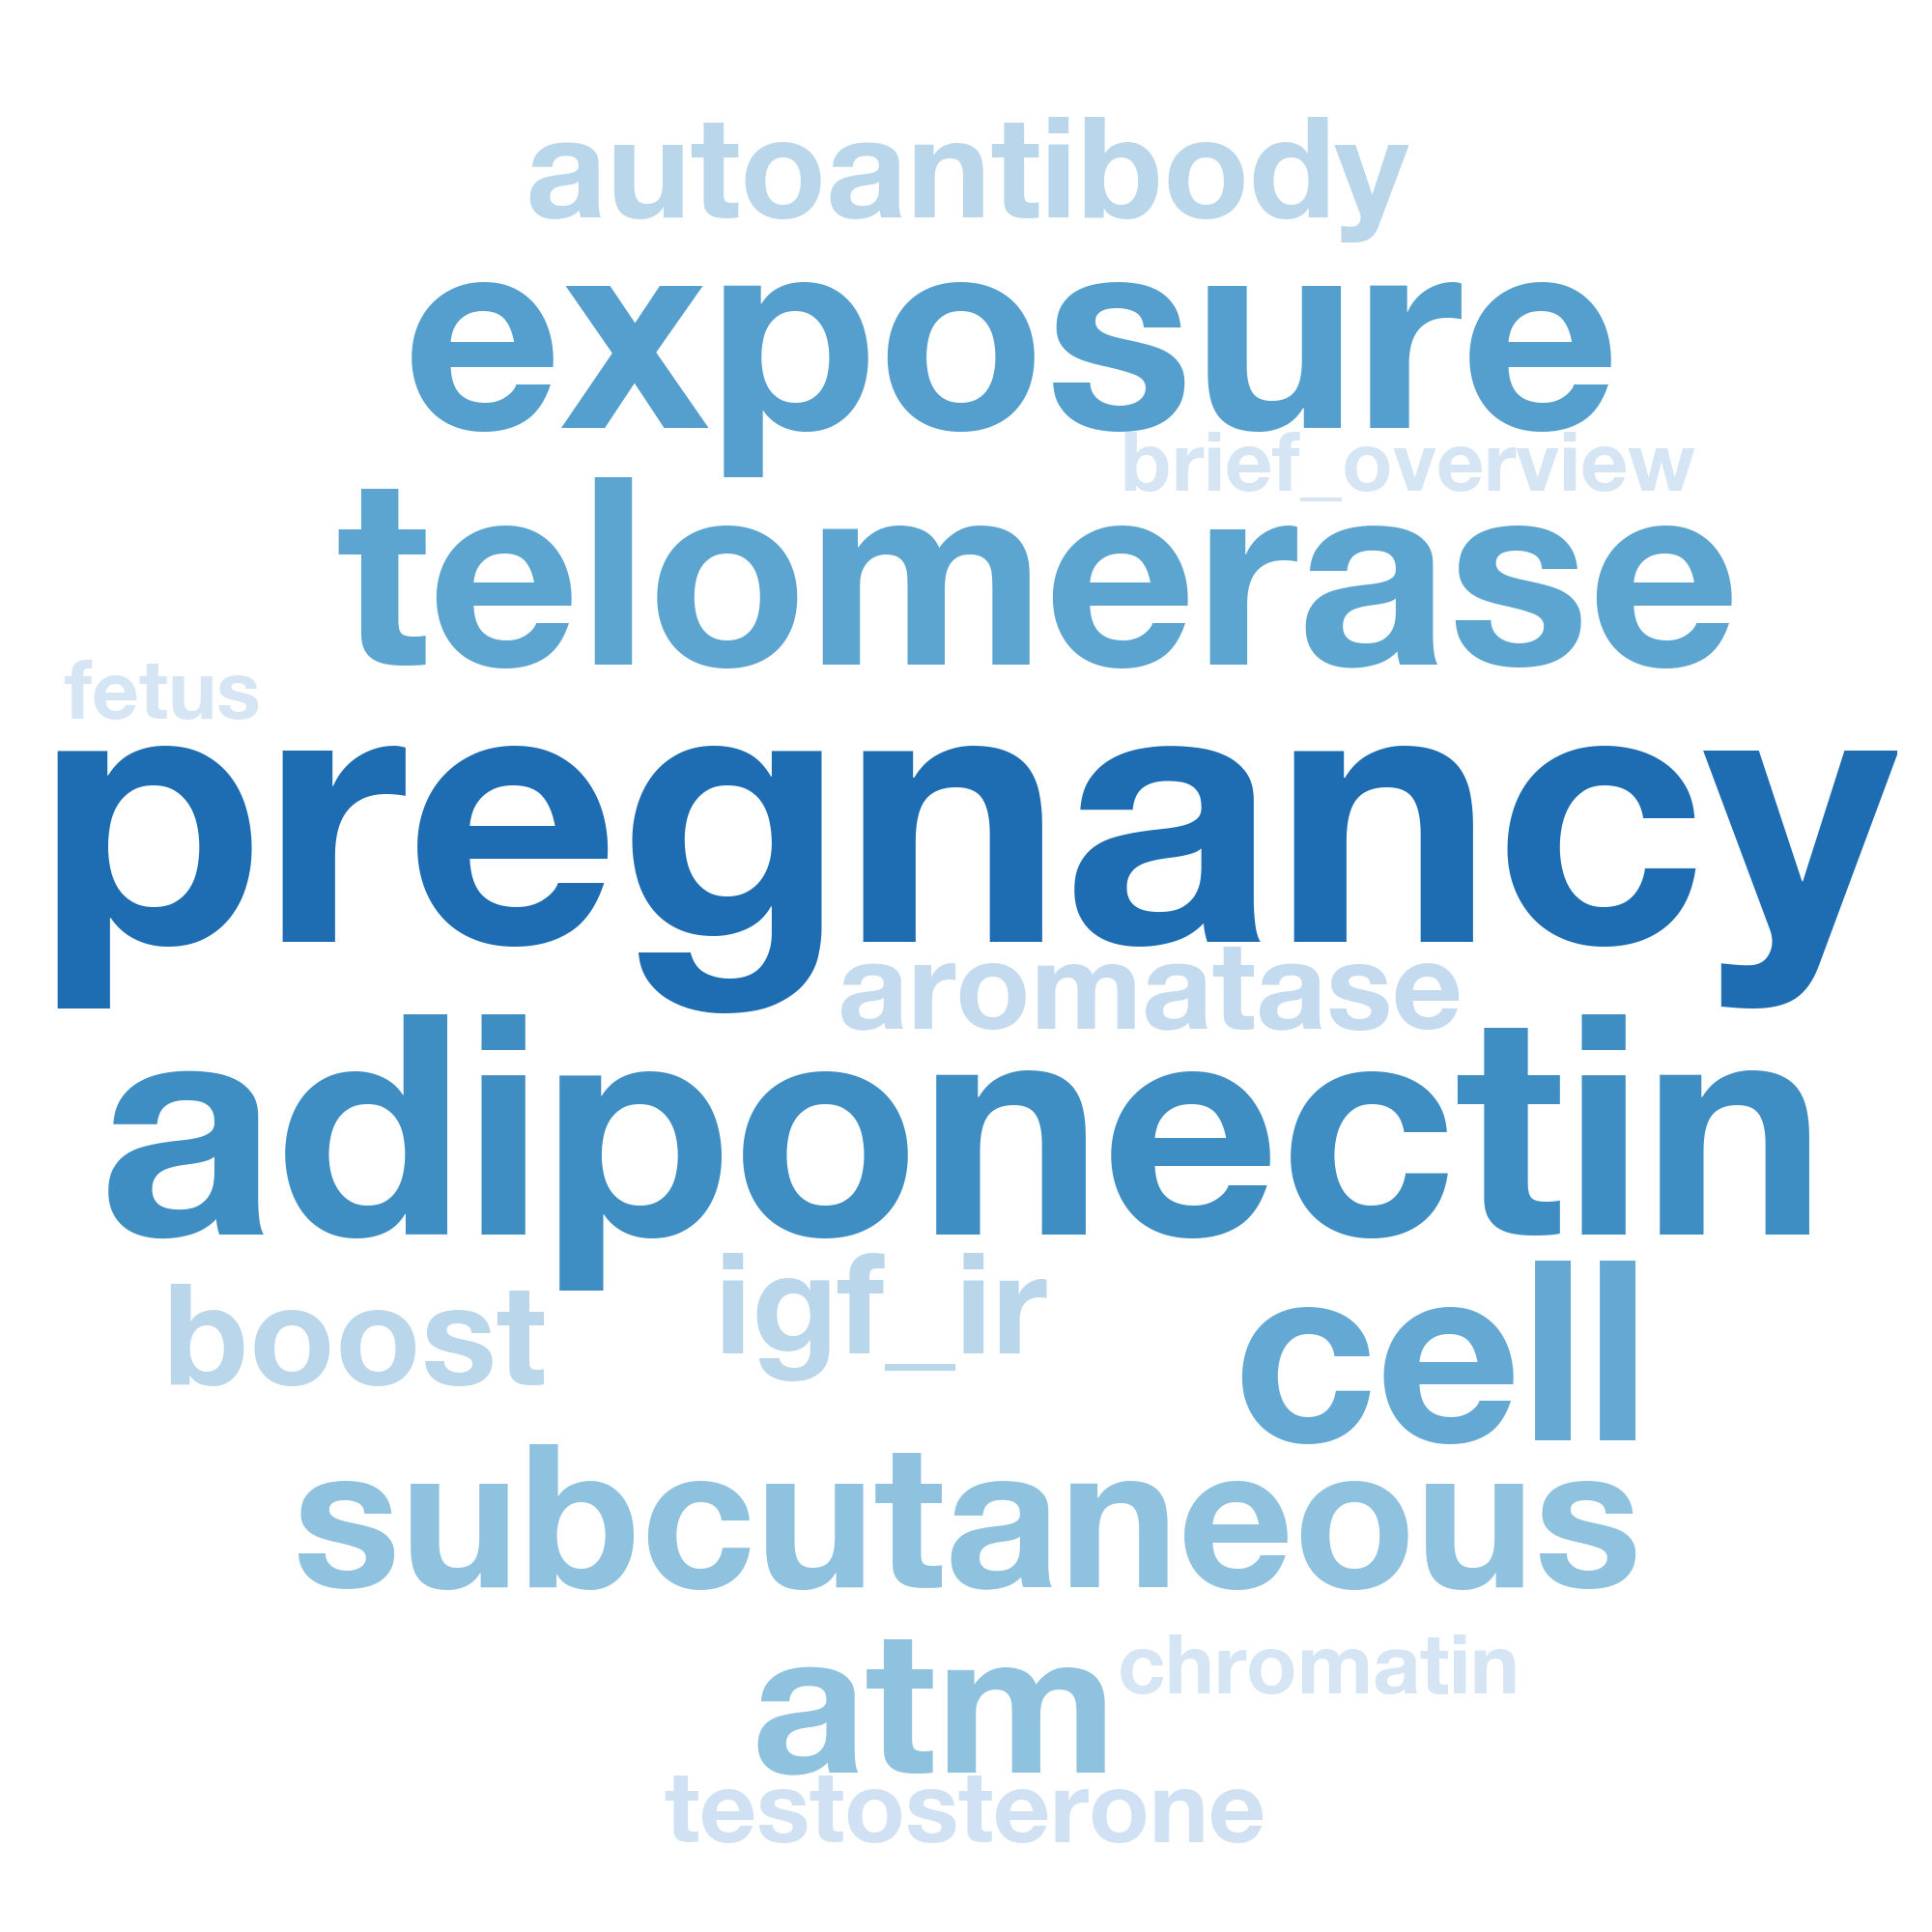 autoantibody
exposure
brief_overview
telomerase
fetus
pregnancy
aromatase
adiponectin
boost igf_ir cell
subcutaneous
atm chromatin
testosterone